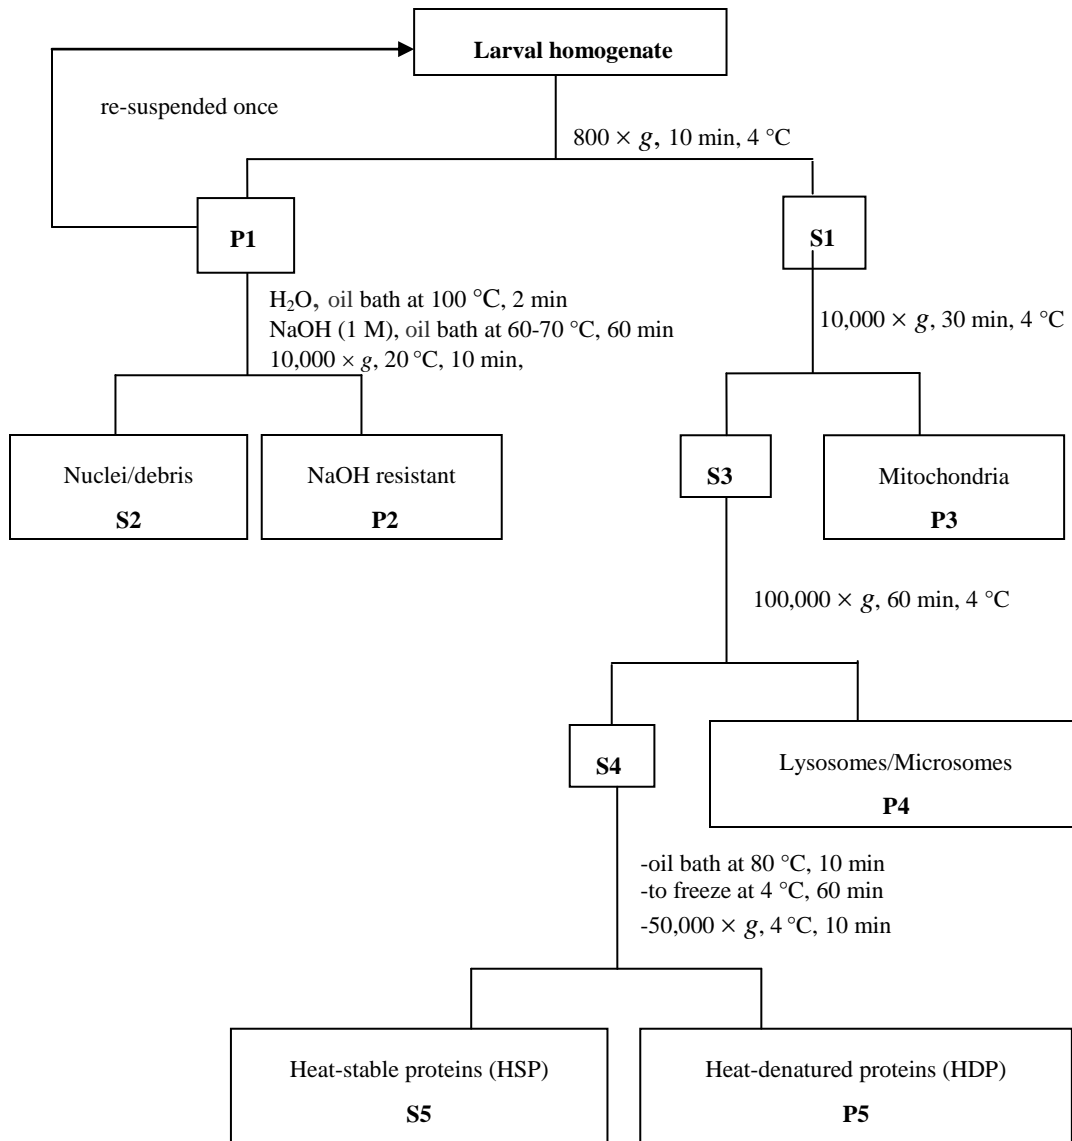 Larval homogenate
re-suspended once
800 × g, 10 min, 4 °C
P1
S1
H₂O, oil bath at 100 °C, 2 min
NaOH (1 M), oil bath at 60-70 °C, 60 min
10,000 × g, 20 °C, 10 min,
10,000 × g, 30 min, 4 °C
Nuclei/debris
S2
NaOH resistant
P2
S3
Mitochondria
P3
100,000 × g, 60 min, 4 °C
S4
Lysosomes/Microsomes
P4
-oil bath at 80 °C, 10 min
-to freeze at 4 °C, 60 min
-50,000 × g, 4 °C, 10 min
Heat-stable proteins (HSP)
S5
Heat-denatured proteins (HDP)
P5